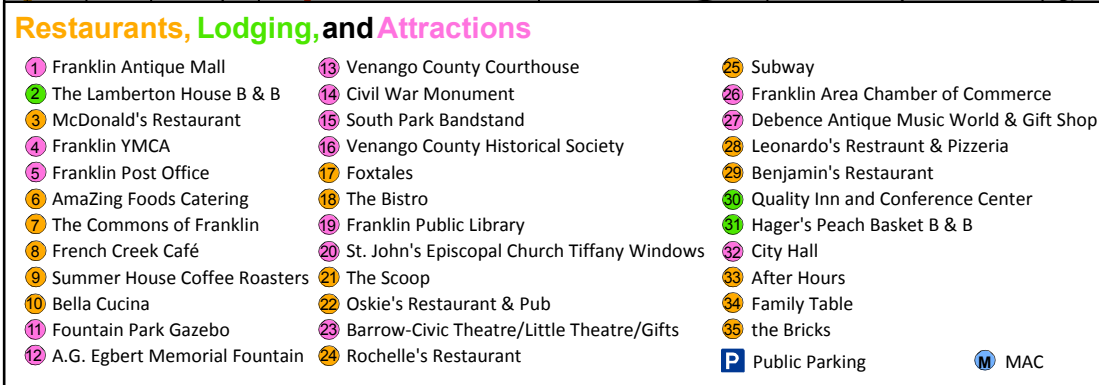 Restaurants, Lodging, and Attractions
1 Franklin Antique Mall
2 The Lamberton House B & B
3 McDonald's Restaurant
4 Franklin YMCA
5 Franklin Post Office
6 AmaZing Foods Catering
7 The Commons of Franklin
8 French Creek Café
9 Summer House Coffee Roasters
10 Bella Cucina
11 Fountain Park Gazebo
12 A.G. Egbert Memorial Fountain
13 Venango County Courthouse
14 Civil War Monument
15 South Park Bandstand
16 Venango County Historical Society
17 Foxtales
18 The Bistro
19 Franklin Public Library
20 St. John's Episcopal Church Tiffany Windows
21 The Scoop
22 Oskie's Restaurant & Pub
23 Barrow-Civic Theatre/Little Theatre/Gifts
24 Rochelle's Restaurant
25 Subway
26 Franklin Area Chamber of Commerce
27 Debence Antique Music World & Gift Shop
28 Leonardo's Restraunt & Pizzeria
29 Benjamin's Restaurant
30 Quality Inn and Conference Center
31 Hager's Peach Basket B & B
32 City Hall
33 After Hours
34 Family Table
35 the Bricks
P Public Parking
M MAC